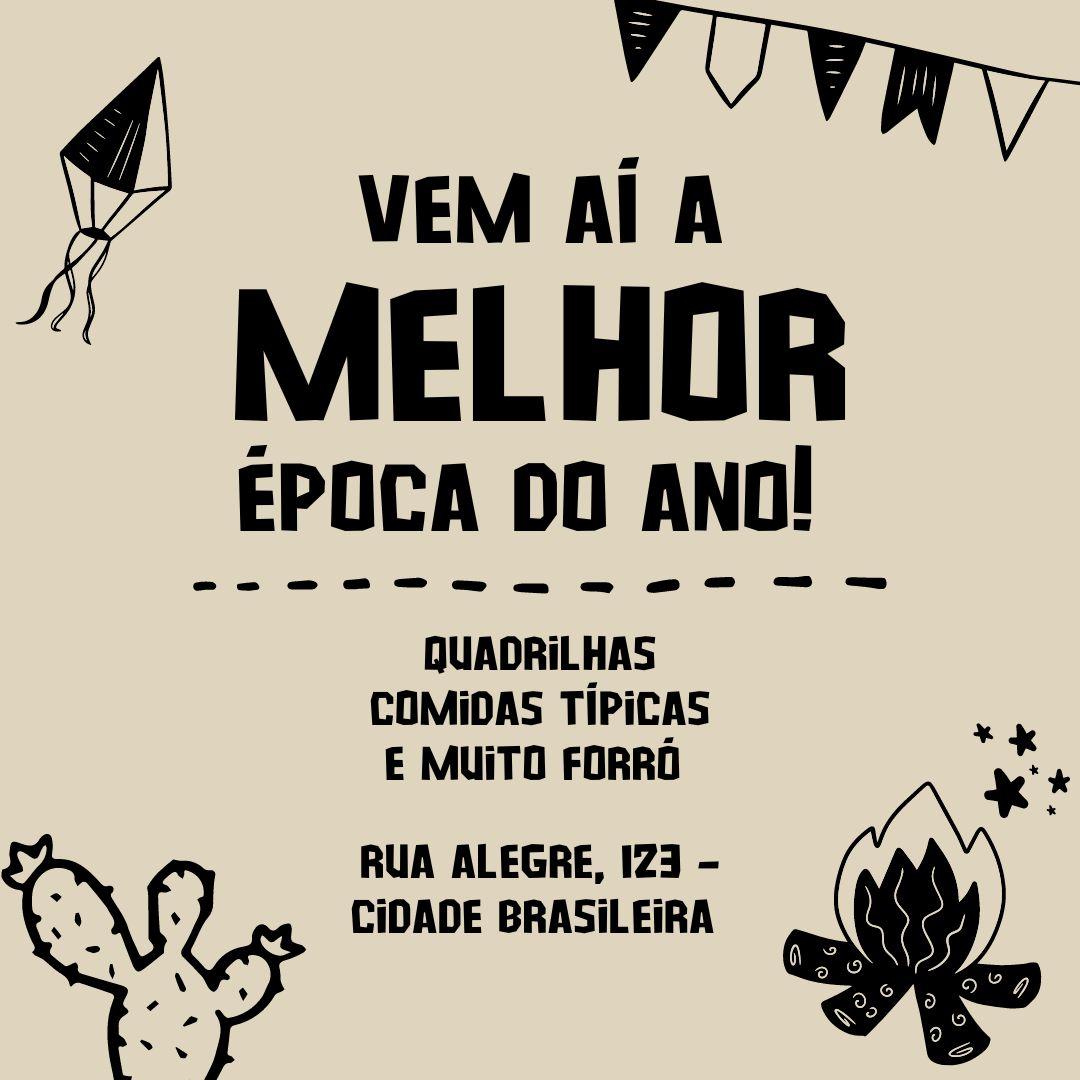 VEM AÍ A
MELHOR
ÉPOCA DO ANO!
QUADRILHAS
COMIDAS TÍPICAS
E MUITO FORRÓ
RUA ALEGRE, 123 -
CIDADE BRASILEIRA